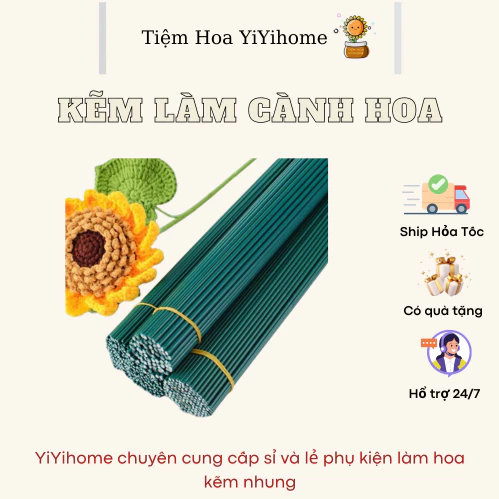 Tiệm Hoa YiYihome
KẼM LÀM CÀNH HOA
Ship Hỏa Tôc
Có quà tặng
Hổ trợ 24/7
YiYihome chuyên cung cấp sỉ và lẻ phụ kiện làm hoa
kẽm nhung